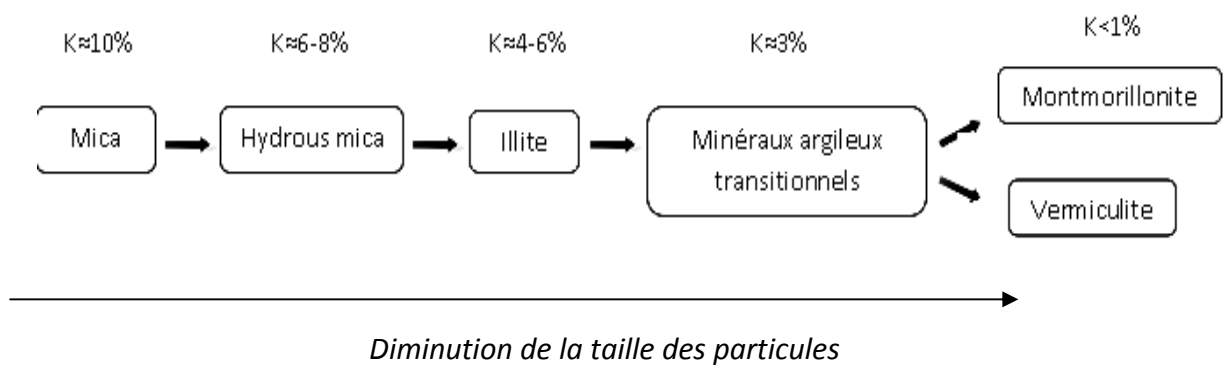 K≈10% K≈6-8% K≈4-6% K≈3% K<1%
Montmorillonite
Mica Hydrous mica Illite Minéraux argileux
transitionnels
Vermiculite
Diminution de la taille des particules